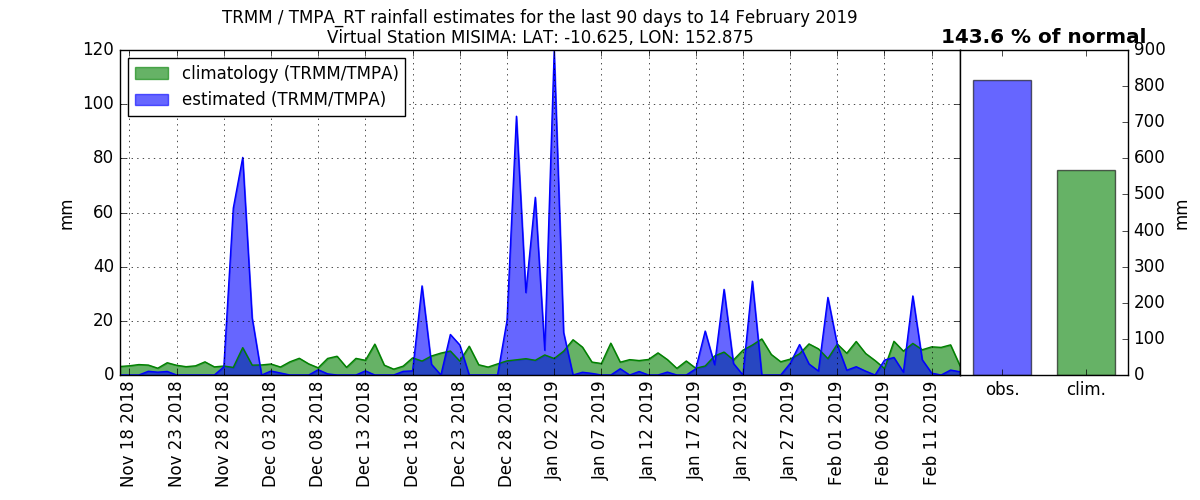 TRMM / TMPA_RT rainfall estimates for the last 90 days to 14 February 2019
Virtual Station MISIMA: LAT: -10.625, LON: 152.875
143.6 % of normal
climatology (TRMM/TMPA)
estimated (TRMM/TMPA)
120
100
80
60
40
20
0
mm
Nov 18 2018
Nov 23 2018
Nov 28 2018
Dec 03 2018
Dec 08 2018
Dec 13 2018
Dec 18 2018
Dec 23 2018
Dec 28 2018
Jan 02 2019
Jan 07 2019
Jan 12 2019
Jan 17 2019
Jan 22 2019
Jan 27 2019
Feb 01 2019
Feb 06 2019
Feb 11 2019
900
800
700
600
500
400
300
200
100
0
mm
obs.
clim.